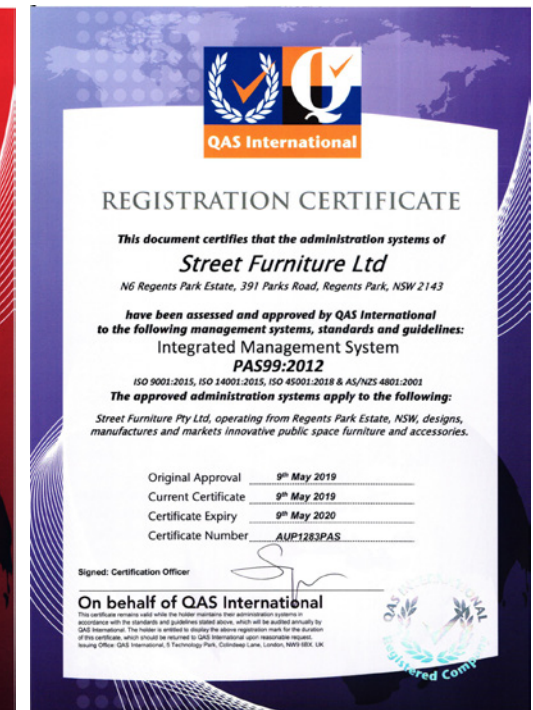 QAS International
REGISTRATION CERTIFICATE
This document certifies that the administration systems of
Street Furniture Ltd
N6 Regents Park Estate, 391 Parks Road, Regents Park, NSW 2143
have been assessed and approved by QAS International
to the following management systems, standards and guidelines:
Integrated Management System
PAS99:2012
ISO 9001:2015, ISO 14001:2015, ISO 45001:2018 & AS/NZS 4801:2001
The approved administration systems apply to the following:
Street Furniture Pty Ltd, operating from Regents Park Estate, NSW, designs,
manufactures and markets innovative public space furniture and accessories.
Original Approval 9th May 2019
Current Certificate 9th May 2019
Certificate Expiry 9th May 2020
Certificate Number AUP1283PAS
Signed: Certification Officer
On behalf of QAS International
This certificate remains valid while the holder maintains their administration systems in
accordance with the standards and guidelines stated above, which will be audited annually by
QAS International. The holder is entitled to display the above registration mark for the duration
of this certificate, which should be returned to QAS International upon reasonable request.
Issuing Office: QAS International, 5 Technology Park, Colindeep Lane, London, NW9 6BX. UK
QAS INTERNATIONAL
Registered Company